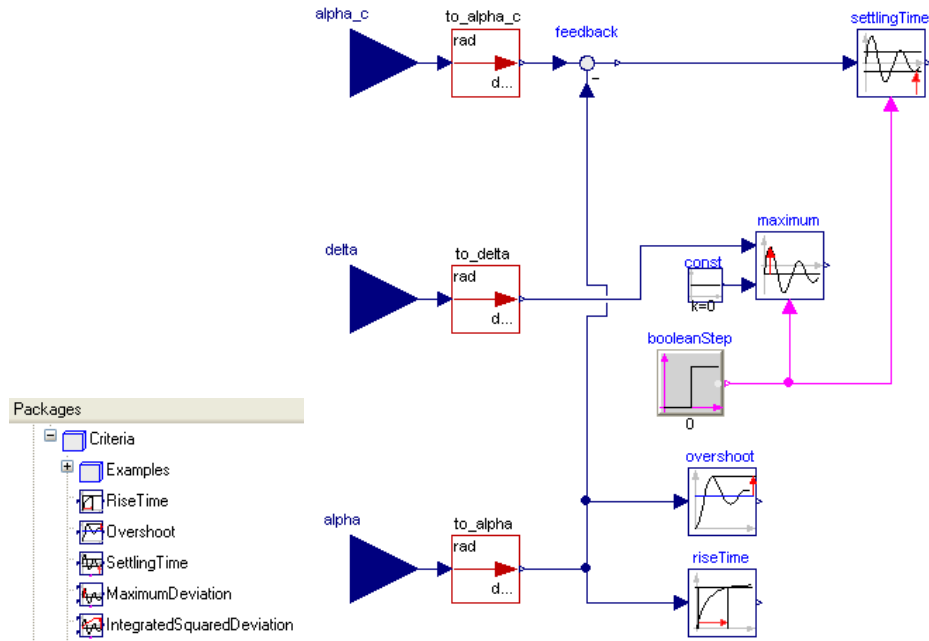 alpha_c
to_alpha_c
rad
d...
feedback
-
settlingTime
delta
to_delta
rad
d...
const
k=0
maximum
booleanStep
0
alpha
to_alpha
rad
d...
overshoot
riseTime
Packages
Criteria
Examples
RiseTime
Overshoot
SettlingTime
MaximumDeviation
IntegratedSquaredDeviation